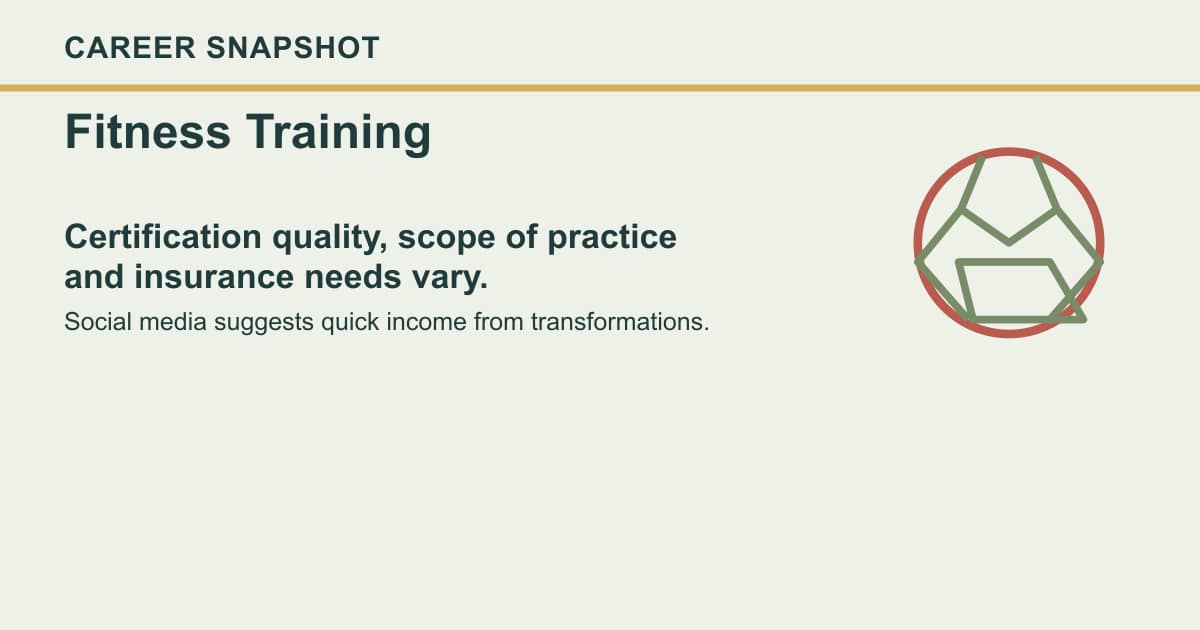 CAREER SNAPSHOT
Fitness Training
Certification quality, scope of practice
and insurance needs vary.
Social media suggests quick income from transformations.